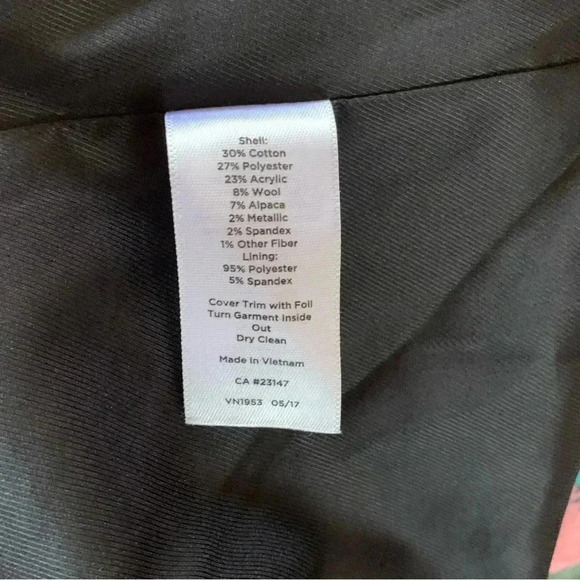 Shell:
30% Cotton
27% Polyester
23% Acrylic
8% Wool
7% Alpaca
2% Metallic
2% Spandex
1% Other Fiber
Lining:
95% Polyester
5% Spandex
Cover Trim with Foil
Turn Garment Inside
Out
Dry Clean
Made in Vietnam
CA #23147
VN1953 05/17